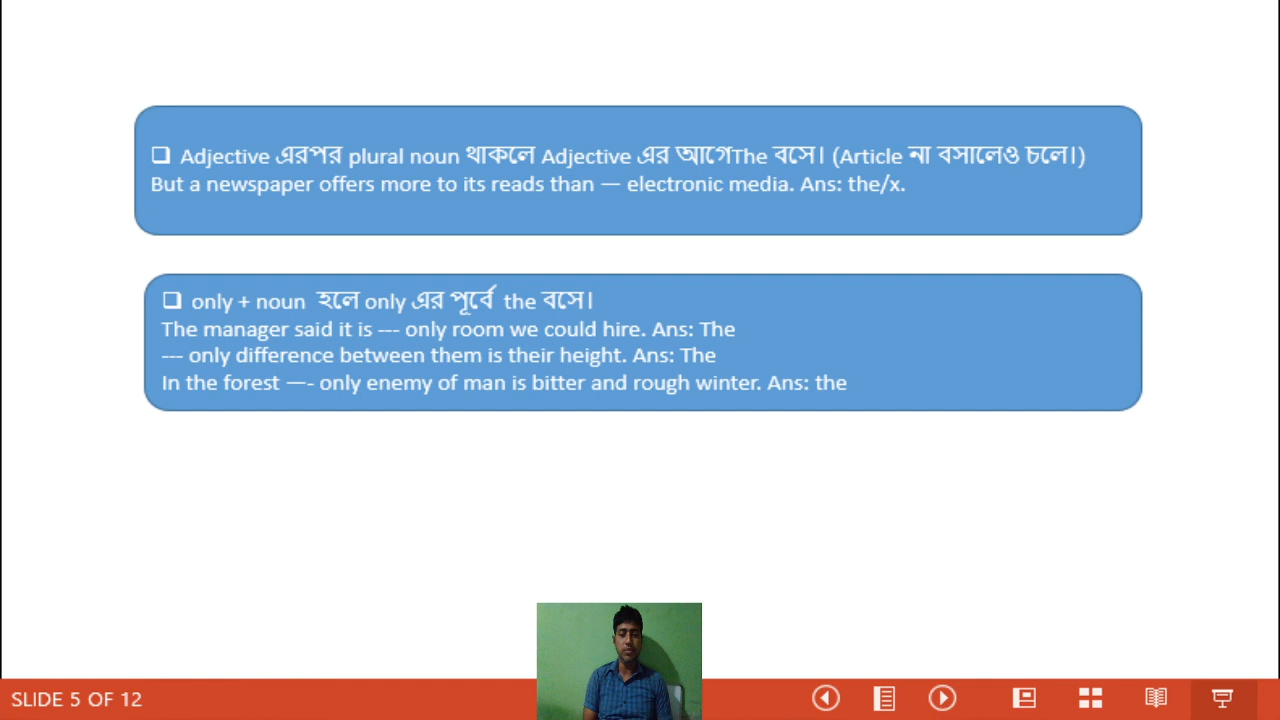 ❑ Adjective এরপর plural noun থাকলে Adjective এর আগেThe বসে। (Article না বসালেও চলে।)
But a newspaper offers more to its reads than — electronic media. Ans: the/x.
❑ only + noun হলে only এর পূর্বে the বসে।
The manager said it is --- only room we could hire. Ans: The
--- only difference between them is their height. Ans: The
In the forest —- only enemy of man is bitter and rough winter. Ans: the
SLIDE 5 OF 12